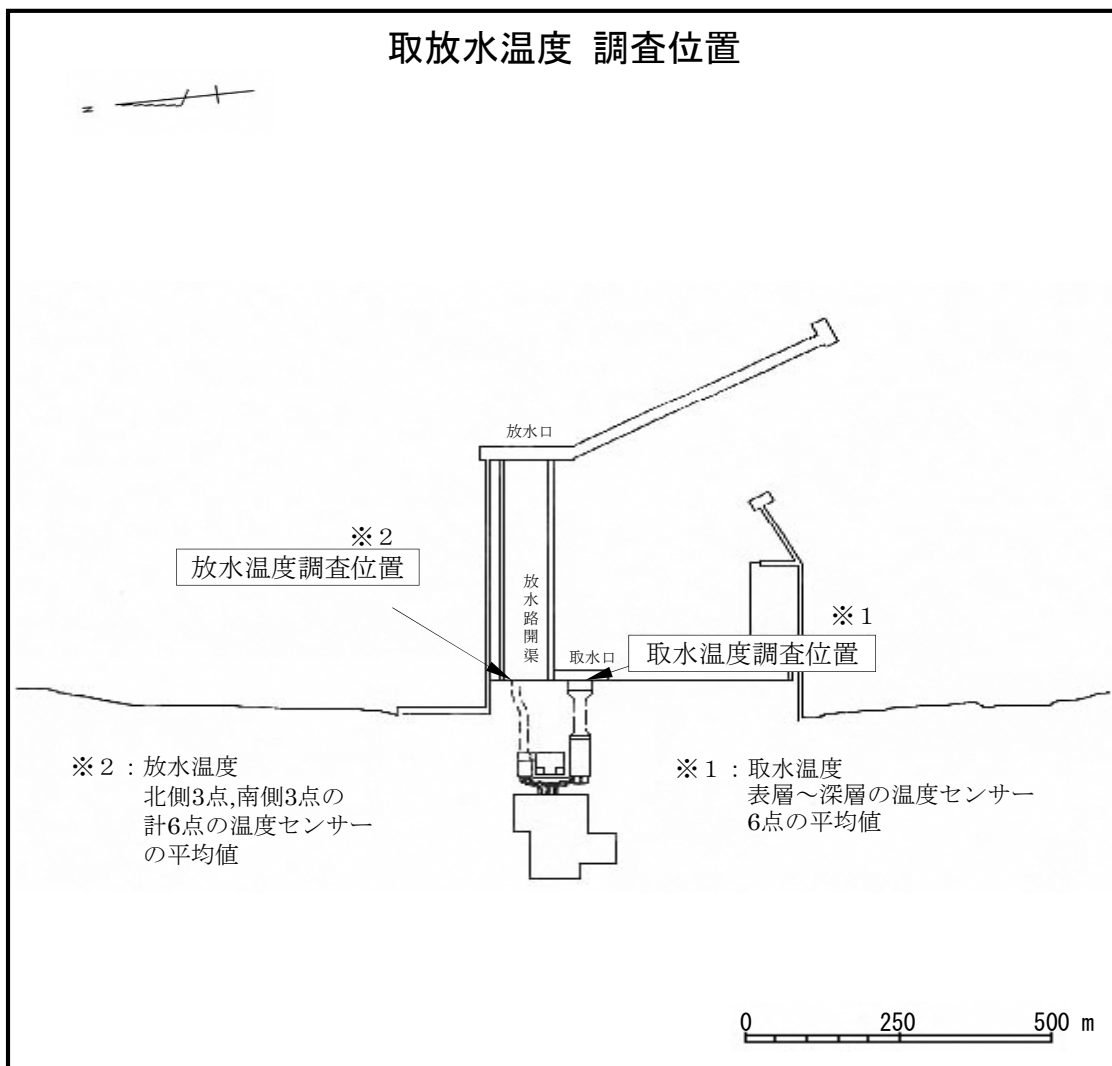 取放水温度 調査位置
N
放水口
※2
放水温度調査位置
放水路開渠
※1
取水口
取水温度調査位置
※2：放水温度
北側3点,南側3点の
計6点の温度センサー
の平均値
※1：取水温度
表層～深層の温度センサー
6点の平均値
0 250 500 m